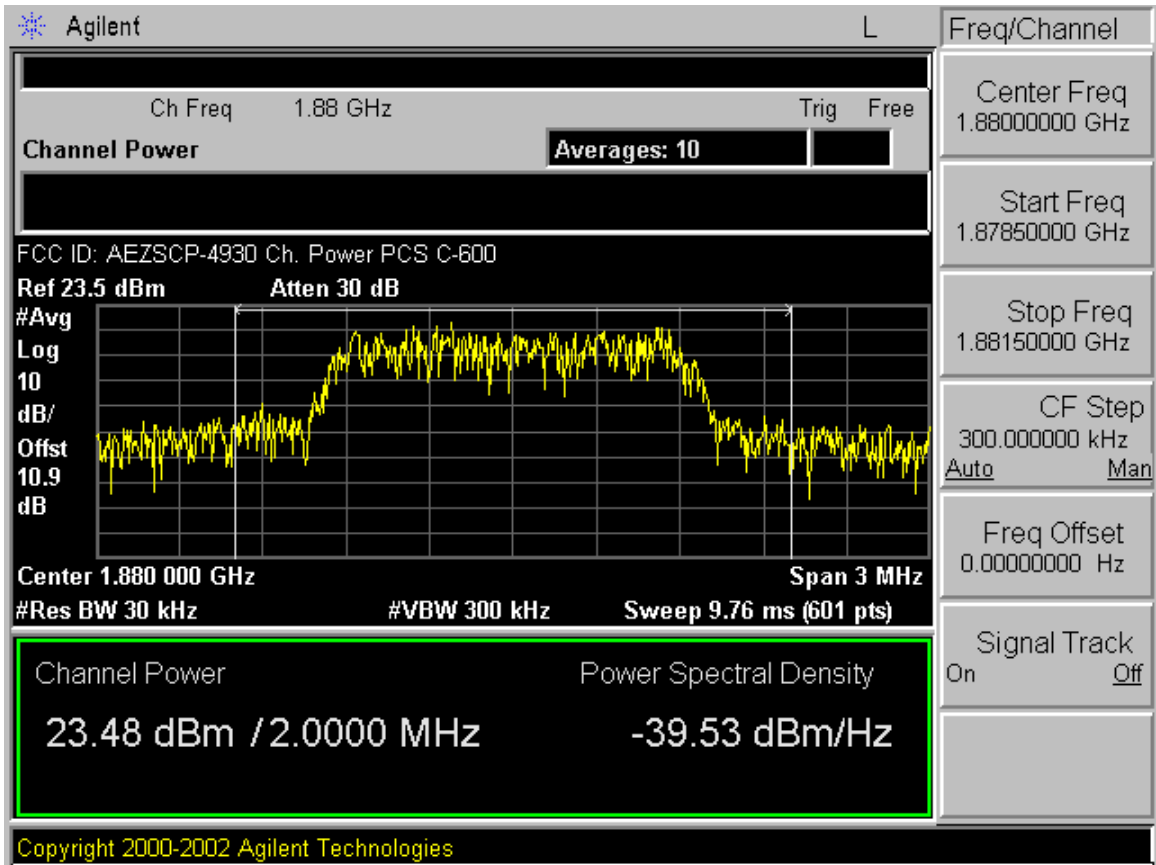 Agilent L
Freq/Channel
Ch Freq 1.88 GHz Trig Free
Channel Power Averages: 10
FCC ID: AEZSCP-4930 Ch. Power PCS C-600
Ref 23.5 dBm Atten 30 dB
#Avg
Log
10
dB/
Offst
10.9
dB
Center 1.880 000 GHz Span 3 MHz
#Res BW 30 kHz #VBW 300 kHz Sweep 9.76 ms (601 pts)
Channel Power Power Spectral Density
23.48 dBm / 2.0000 MHz -39.53 dBm/Hz
Copyright 2000-2002 Agilent Technologies
Center Freq
1.88000000 GHz
Start Freq
1.87850000 GHz
Stop Freq
1.88150000 GHz
CF Step
300.000000 kHz
Auto Man
Freq Offset
0.00000000 Hz
Signal Track
On Off